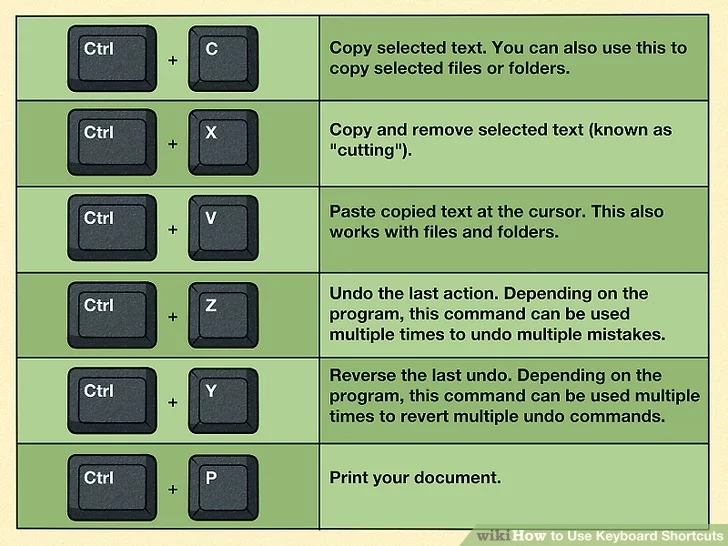 Ctrl + C
Copy selected text. You can also use this to
copy selected files or folders.
Ctrl + X
Copy and remove selected text (known as
"cutting").
Ctrl + V
Paste copied text at the cursor. This also
works with files and folders.
Ctrl + Z
Undo the last action. Depending on the
program, this command can be used
multiple times to undo multiple mistakes.
Ctrl + Y
Reverse the last undo. Depending on the
program, this command can be used multiple
times to revert multiple undo commands.
Ctrl + P
Print your document.
wikiHow to Use Keyboard Shortcuts